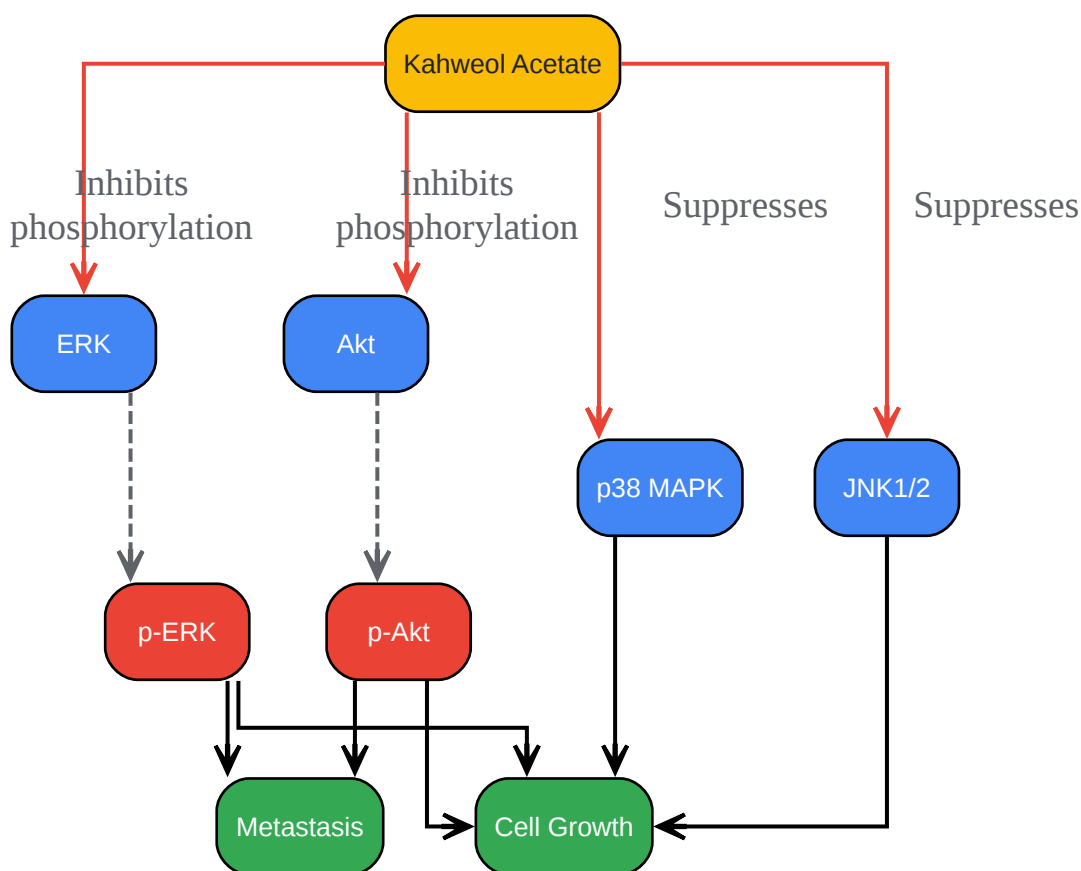 Kahweol Acetate
Inhibits
phosphorylation
Inhibits
phosphorylation
Suppresses
Suppresses
ERK
Akt
p38 MAPK
JNK1/2
p-ERK
p-Akt
Metastasis
Cell Growth